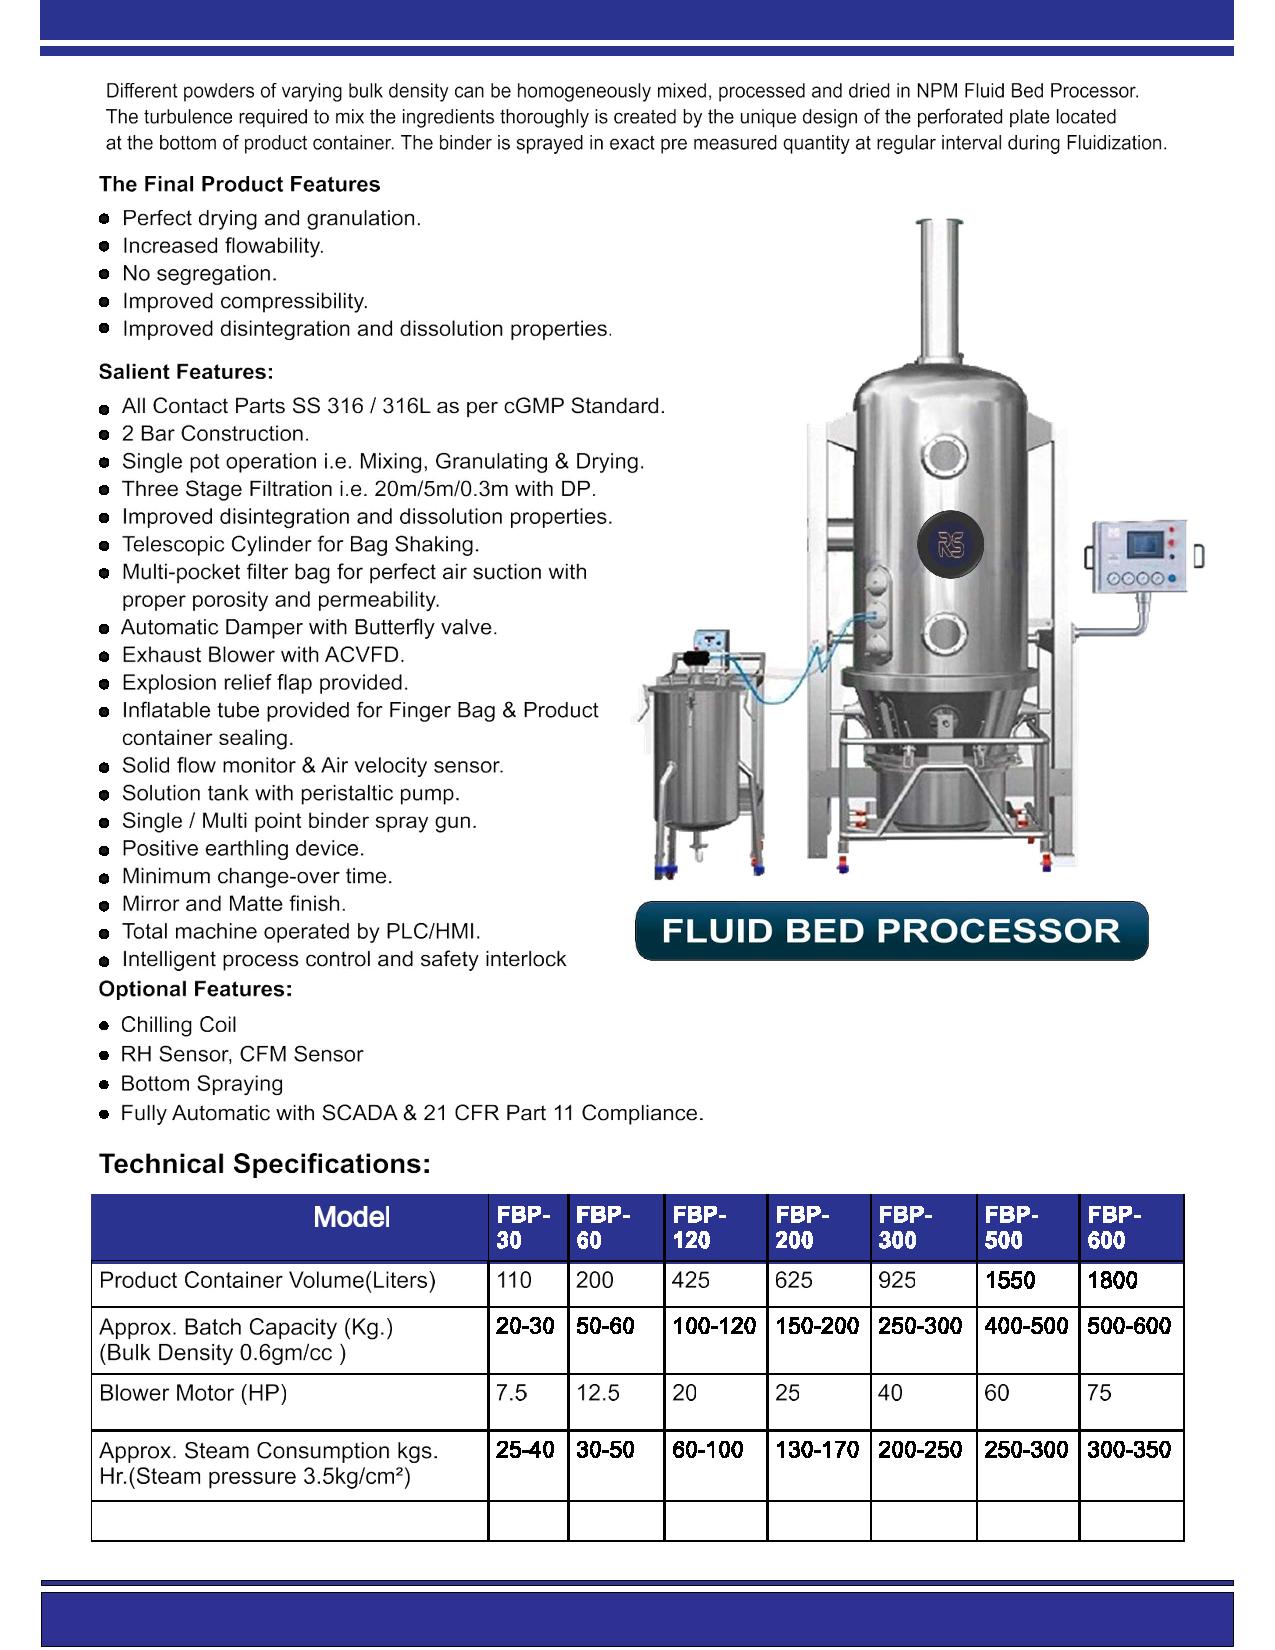 Different powders of varying bulk density can be homogeneously mixed, processed and dried in NPM Fluid Bed Processor.
The turbulence required to mix the ingredients thoroughly is created by the unique design of the perforated plate located
at the bottom of product container. The binder is sprayed in exact pre measured quantity at regular interval during Fluidization.
The Final Product Features
Perfect drying and granulation.
Increased flowability.
No segregation.
Improved compressibility.
Improved disintegration and dissolution properties.
Salient Features:
All Contact Parts SS 316 / 316L as per cGMP Standard.
2 Bar Construction.
Single pot operation i.e. Mixing, Granulating & Drying.
Three Stage Filtration i.e. 20m/5m/0.3m with DP.
Improved disintegration and dissolution properties.
Telescopic Cylinder for Bag Shaking.
Multi-pocket filter bag for perfect air suction with
proper porosity and permeability.
Automatic Damper with Butterfly valve.
Exhaust Blower with ACVFD.
Explosion relief flap provided.
Inflatable tube provided for Finger Bag & Product
container sealing.
Solid flow monitor & Air velocity sensor.
Solution tank with peristaltic pump.
Single / Multi point binder spray gun.
Positive earthling device.
Minimum change-over time.
Mirror and Matte finish.
Total machine operated by PLC/HMI.
Intelligent process control and safety interlock
RS
FLUID BED PROCESSOR
Optional Features:
Chilling Coil
RH Sensor, CFM Sensor
Bottom Spraying
Fully Automatic with SCADA & 21 CFR Part 11 Compliance.
Technical Specifications:
Model FBP-30 FBP-60 FBP-120 FBP-200 FBP-300 FBP-500 FBP-600
Product Container Volume(Liters) 110 200 425 625 925 1550 1800
Approx. Batch Capacity (Kg.) 20-30 50-60 100-120 150-200 250-300 400-500 500-600
(Bulk Density 0.6gm/cc )
Blower Motor (HP) 7.5 12.5 20 25 40 60 75
Approx. Steam Consumption kgs. 25-40 30-50 60-100 130-170 200-250 250-300 300-350
Hr.(Steam pressure 3.5kg/cm²)